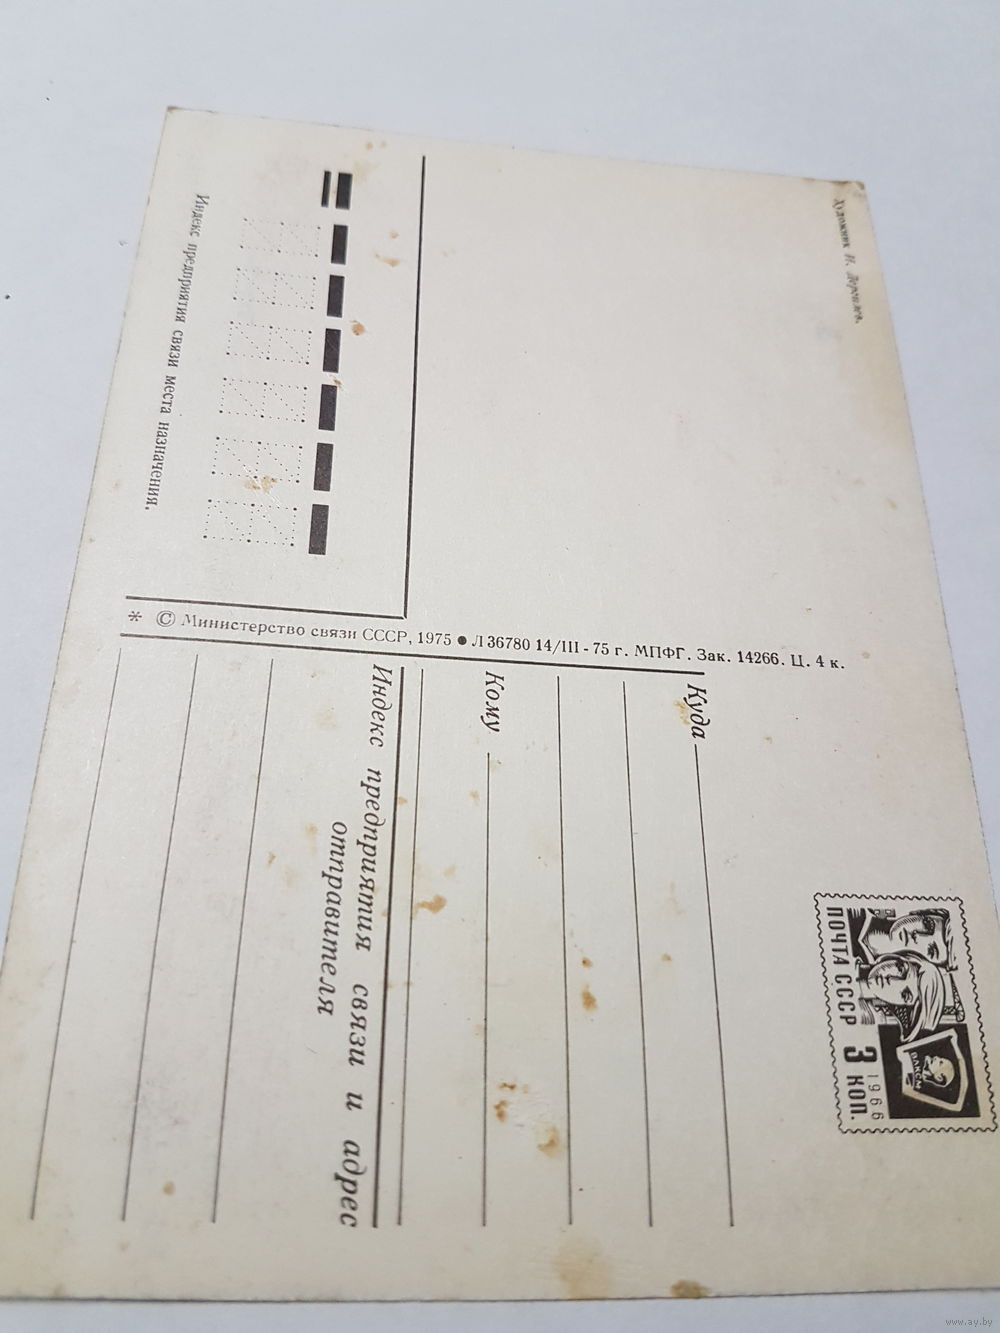 Художник И.
ПОЧТА СССР
3 КОП.
1966
ВЛКСМ
Куда
Кому
Индекс предприятия связи и адрес
отправителя
Индекс предприятия связи места назначения.
* © Министерство связи СССР, 1975 ● Л 36780 14/III - 75 г. МПФГ. Зак. 14266. Ц. 4 к.
www.ay.by